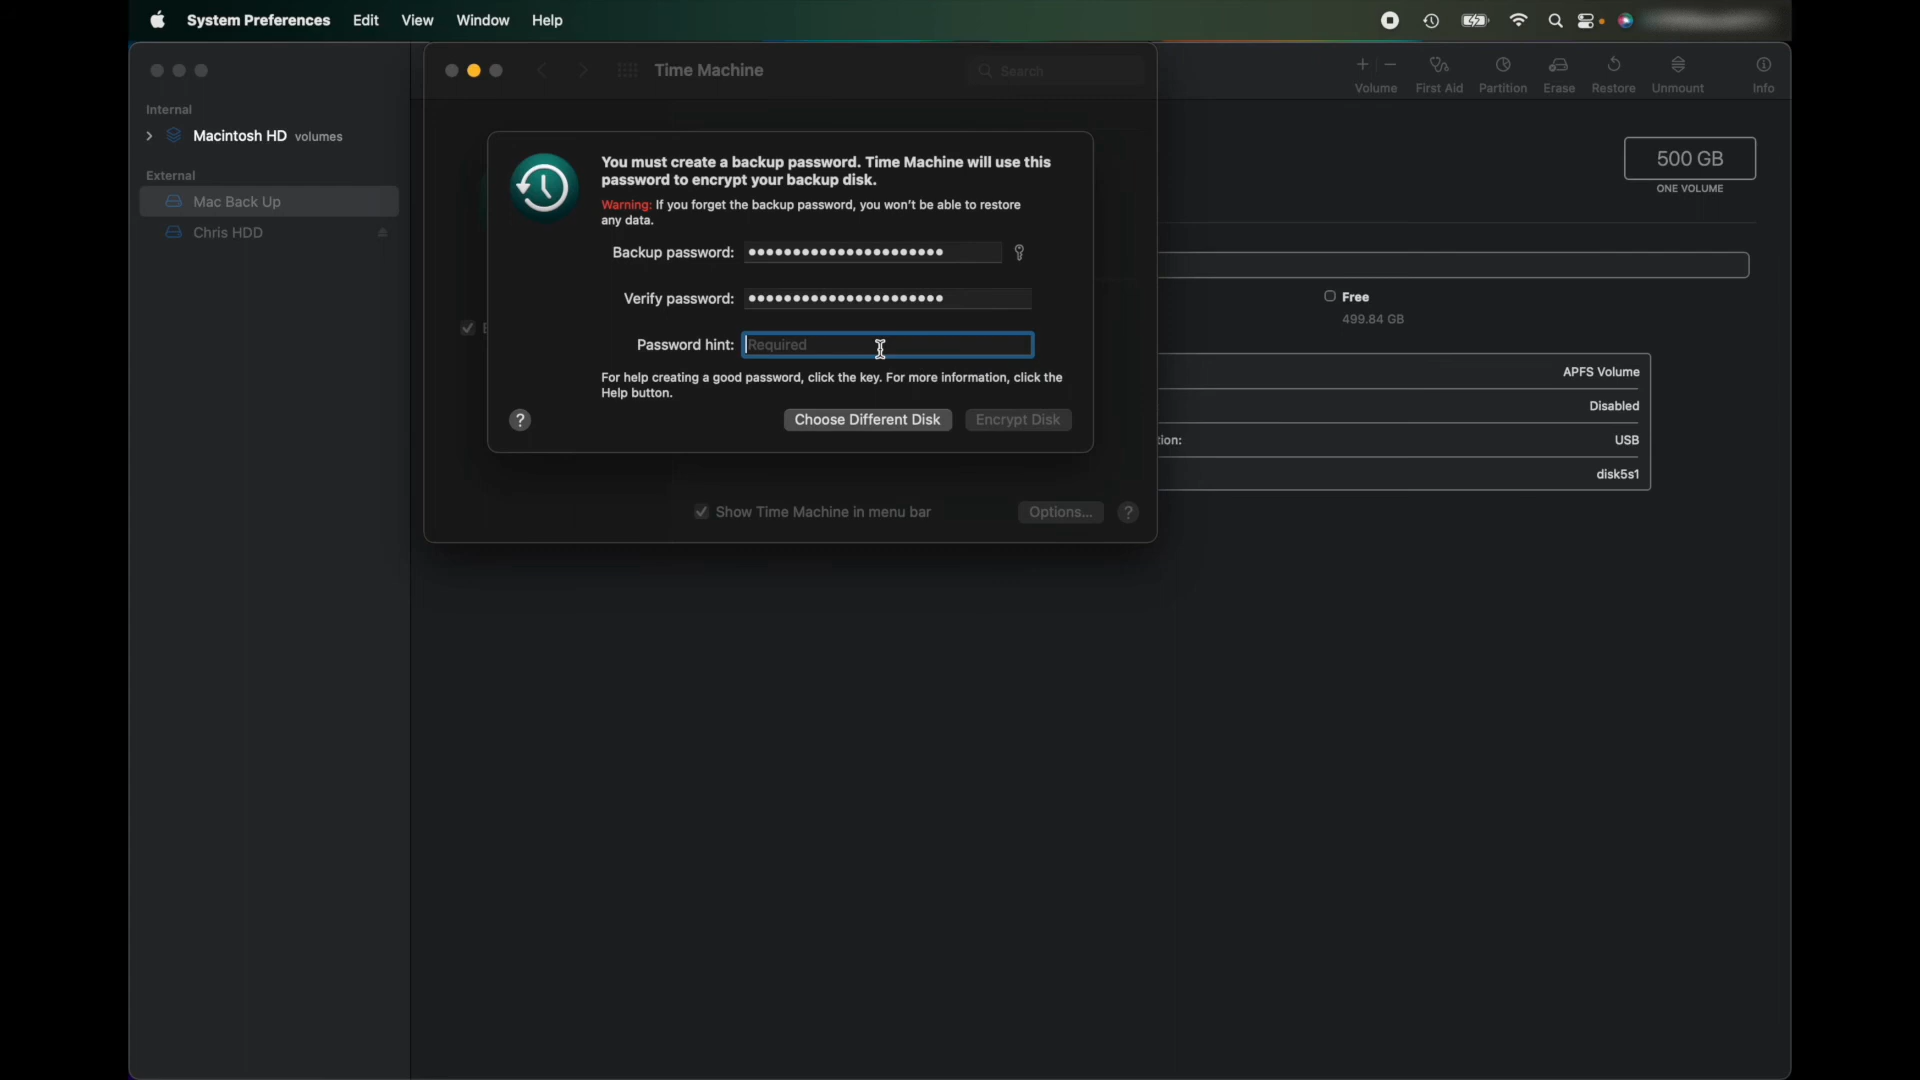 System Preferences Edit View Window Help
Time Machine
Search
Volume First Aid Partition Erase Restore Unmount Info
Internal
Macintosh HD volumes
External
Mac Back Up
Chris HDD
You must create a backup password. Time Machine will use this
password to encrypt your backup disk.
Warning: If you forget the backup password, you won't be able to restore
any data.
Backup password: ••••••••••••••••••••••
Verify password: ••••••••••••••••••••••
Password hint: Required
For help creating a good password, click the key. For more information, click the
Help button.
? Choose Different Disk Encrypt Disk
Show Time Machine in menu bar Options... ?
500 GB
ONE VOLUME
Free
499.84 GB
APFS Volume
Disabled
tion: USB
disk5s1